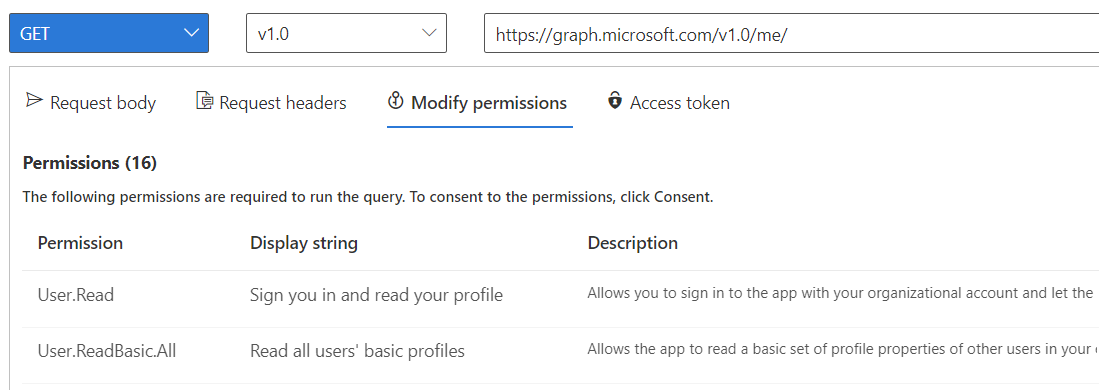 GET v1.0 https://graph.microsoft.com/v1.0/me/
Request body Request headers Modify permissions Access token
Permissions (16)
The following permissions are required to run the query. To consent to the permissions, click Consent.
Permission Display string Description
User.Read Sign you in and read your profile Allows you to sign in to the app with your organizational account and let the
User.ReadBasic.All Read all users' basic profiles Allows the app to read a basic set of profile properties of other users in your